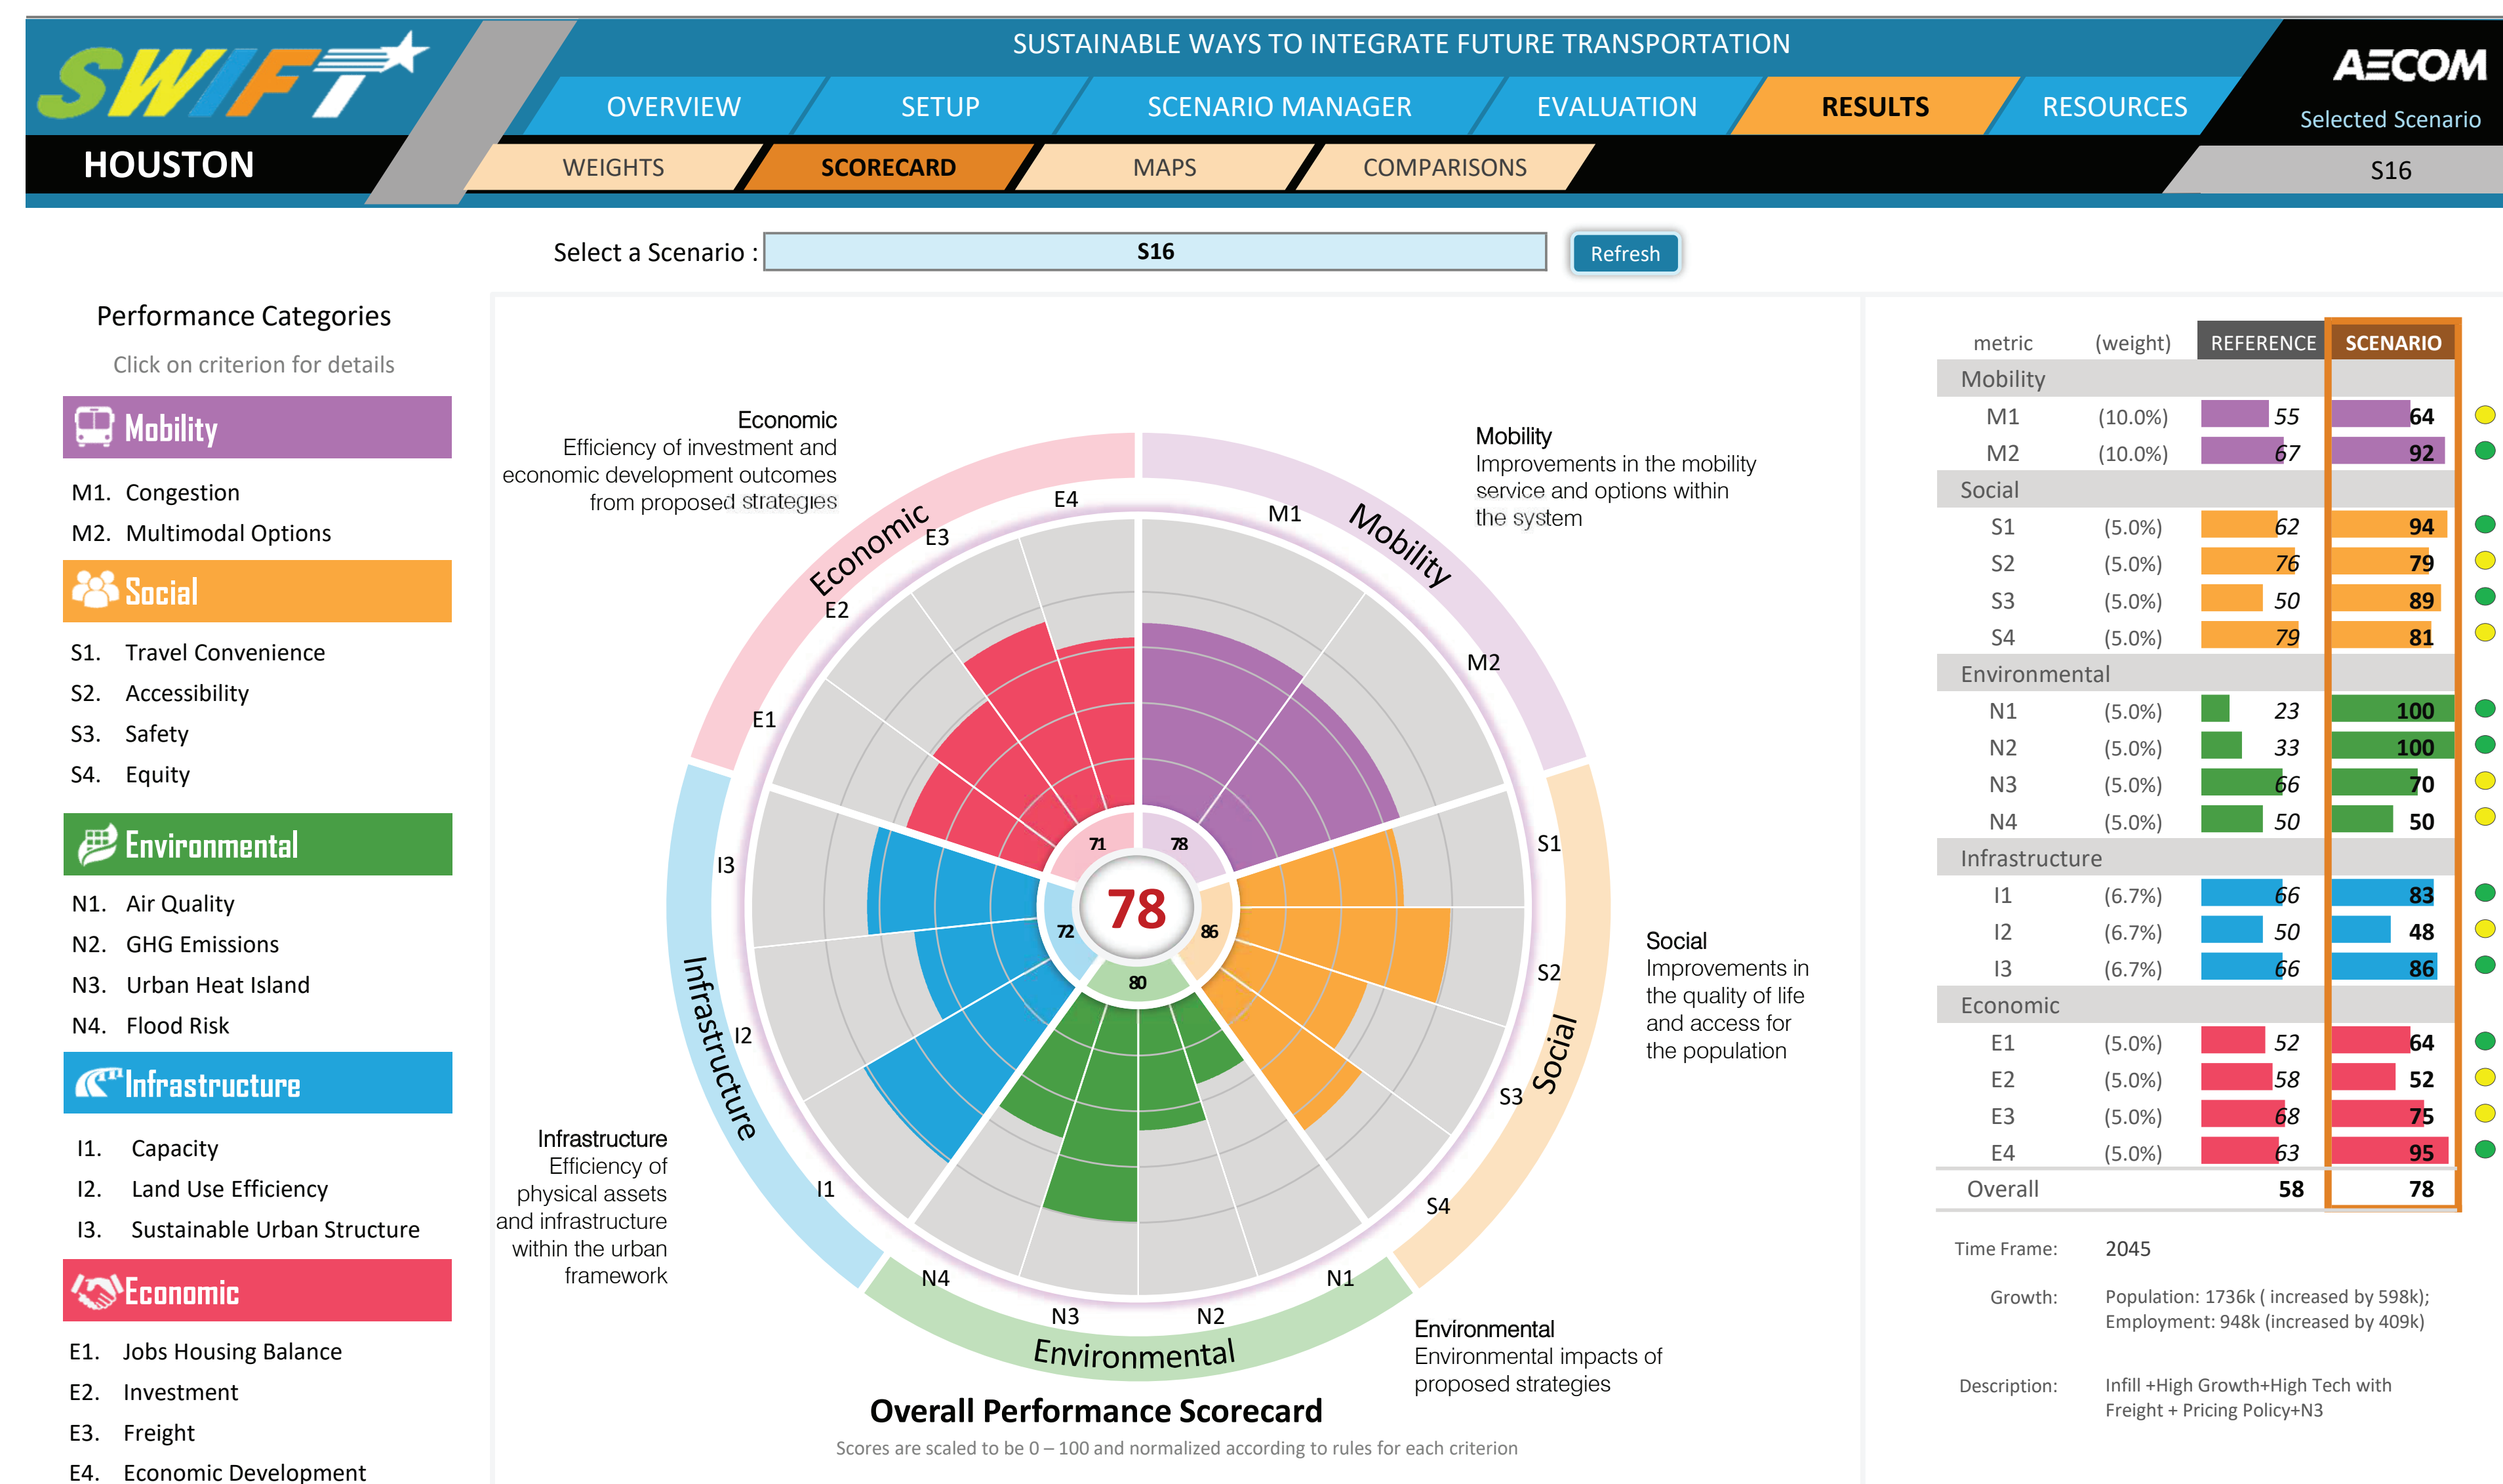 SWIFT
SUSTAINABLE WAYS TO INTEGRATE FUTURE TRANSPORTATION
AECOM
OVERVIEW SETUP SCENARIO MANAGER EVALUATION RESULTS RESOURCES
Selected Scenario
HOUSTON
WEIGHTS SCORECARD MAPS COMPARISONS
S16
Select a Scenario : S16 Refresh
Performance Categories
Click on criterion for details
Mobility
M1. Congestion
M2. Multimodal Options
Social
S1. Travel Convenience
S2. Accessibility
S3. Safety
S4. Equity
Environmental
N1. Air Quality
N2. GHG Emissions
N3. Urban Heat Island
N4. Flood Risk
Infrastructure
I1. Capacity
I2. Land Use Efficiency
I3. Sustainable Urban Structure
Economic
E1. Jobs Housing Balance
E2. Investment
E3. Freight
E4. Economic Development
Economic
Efficiency of investment and
economic development outcomes
from proposed strategies
Mobility
Improvements in the mobility
service and options within
the system
Social
Improvements in
the quality of life
and access for
the population
Environmental
Environmental impacts of
proposed strategies
Infrastructure
Efficiency of
physical assets
and infrastructure
within the urban
framework
Economic
Mobility
Social
Environmental
Infrastructure
E4
M1
E3
E2
M2
E1
S1
I3
S2
I2
S3
I1
S4
N4
N1
N3
N2
71
78
78
72
86
80
Overall Performance Scorecard
Scores are scaled to be 0 – 100 and normalized according to rules for each criterion
metric (weight) REFERENCE SCENARIO
Mobility
M1 (10.0%) 55 64
M2 (10.0%) 67 92
Social
S1 (5.0%) 62 94
S2 (5.0%) 76 79
S3 (5.0%) 50 89
S4 (5.0%) 79 81
Environmental
N1 (5.0%) 23 100
N2 (5.0%) 33 100
N3 (5.0%) 66 70
N4 (5.0%) 50 50
Infrastructure
I1 (6.7%) 66 83
I2 (6.7%) 50 48
I3 (6.7%) 66 86
Economic
E1 (5.0%) 52 64
E2 (5.0%) 58 52
E3 (5.0%) 68 75
E4 (5.0%) 63 95
Overall 58 78
Time Frame: 2045
Growth: Population: 1736k ( increased by 598k);
Employment: 948k (increased by 409k)
Description: Infill +High Growth+High Tech with
Freight + Pricing Policy+N3